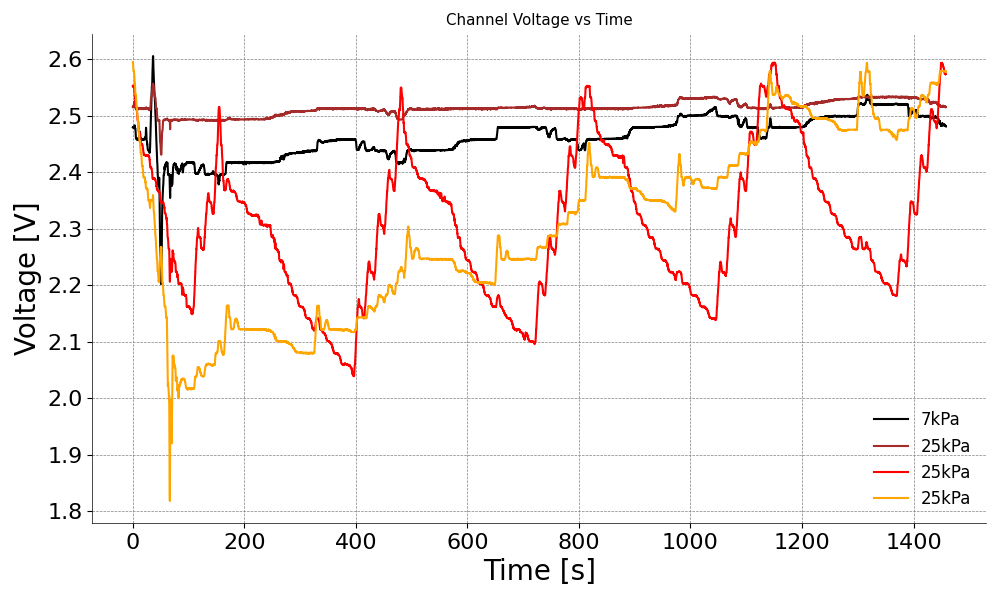 Channel Voltage vs Time
Voltage [V]
2.6
2.5
2.4
2.3
2.2
2.1
2.0
1.9
1.8
7kPa
25kPa
25kPa
25kPa
0 200 400 600 800 1000 1200 1400
Time [s]